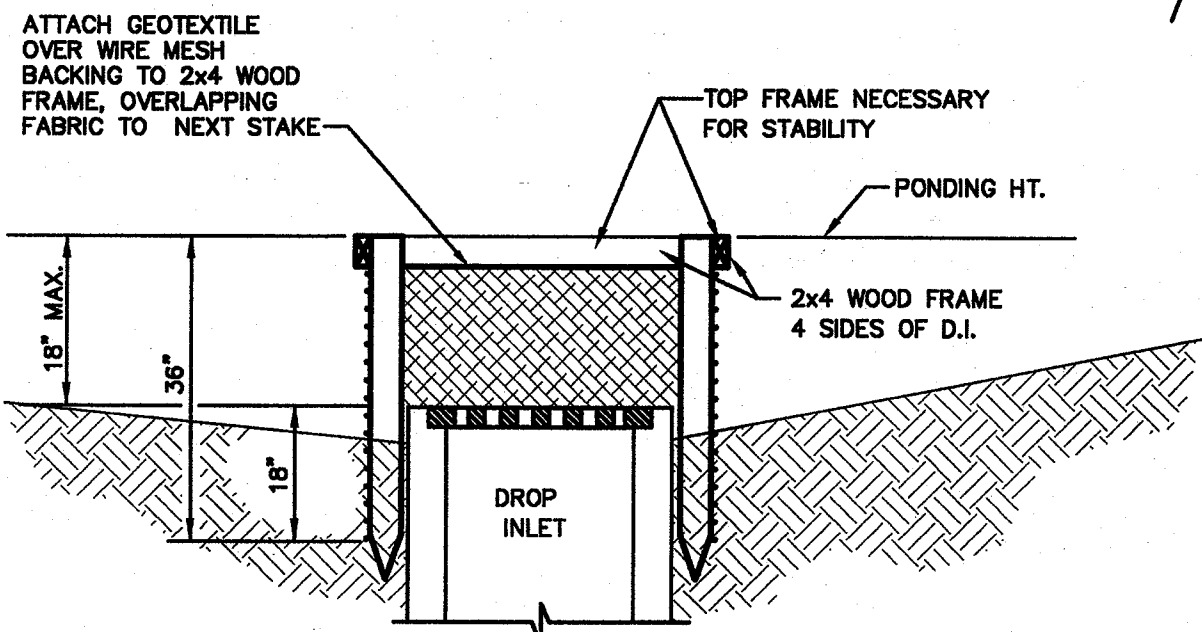 ATTACH GEOTEXTILE
OVER WIRE MESH
BACKING TO 2x4 WOOD
FRAME, OVERLAPPING
FABRIC TO NEXT STAKE
TOP FRAME NECESSARY
FOR STABILITY
PONDING HT.
2x4 WOOD FRAME
4 SIDES OF D.I.
18" MAX.
36"
18"
DROP
INLET